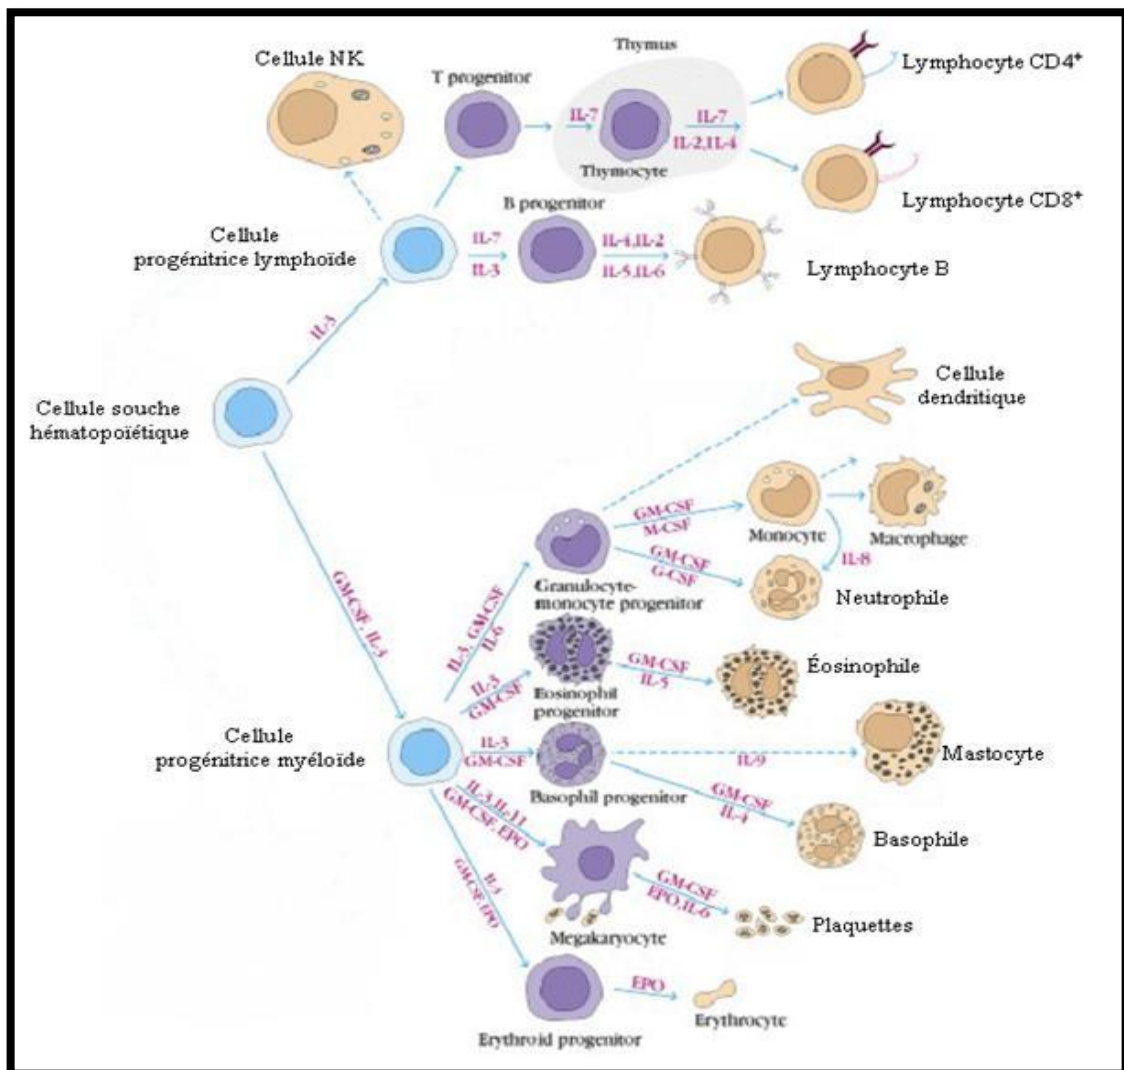 Cellule NK
Thymus
T progenitor
Lymphocyte CD4+
IL-7
IL-7
IL-2,IL-4
Thymocyte
Lymphocyte CD8+
B progenitor
Cellule
progénitrice lymphoïde
IL-7
IL-3
IL-4,IL-2
IL-5,IL-6
Lymphocyte B
IL-3
Cellule
dendritique
Cellule souche
hématopoïétique
GM-CSF
M-CSF
Monocyte
Macrophage
GM-CSF
G-CSF
IL-8
Granulocyte-
monocyte progenitor
Neutrophile
GM-CSF, IL-3
IL-3, GM-CSF
IL-6
GM-CSF
IL-5
Éosinophile
IL-3
GM-CSF
Eosinophil
progenitor
Cellule
progénitrice myéloïde
IL-3
GM-CSF
IL-9
Mastocyte
Basophil progenitor
GM-CSF
IL-4
Basophile
IL-3,IL-11
GM-CSF, EPO
GM-CSF
EPO,IL-6
Plaquettes
GM-CSF,EPO
Megakaryocyte
EPO
Erythrocyte
Erythroid progenitor